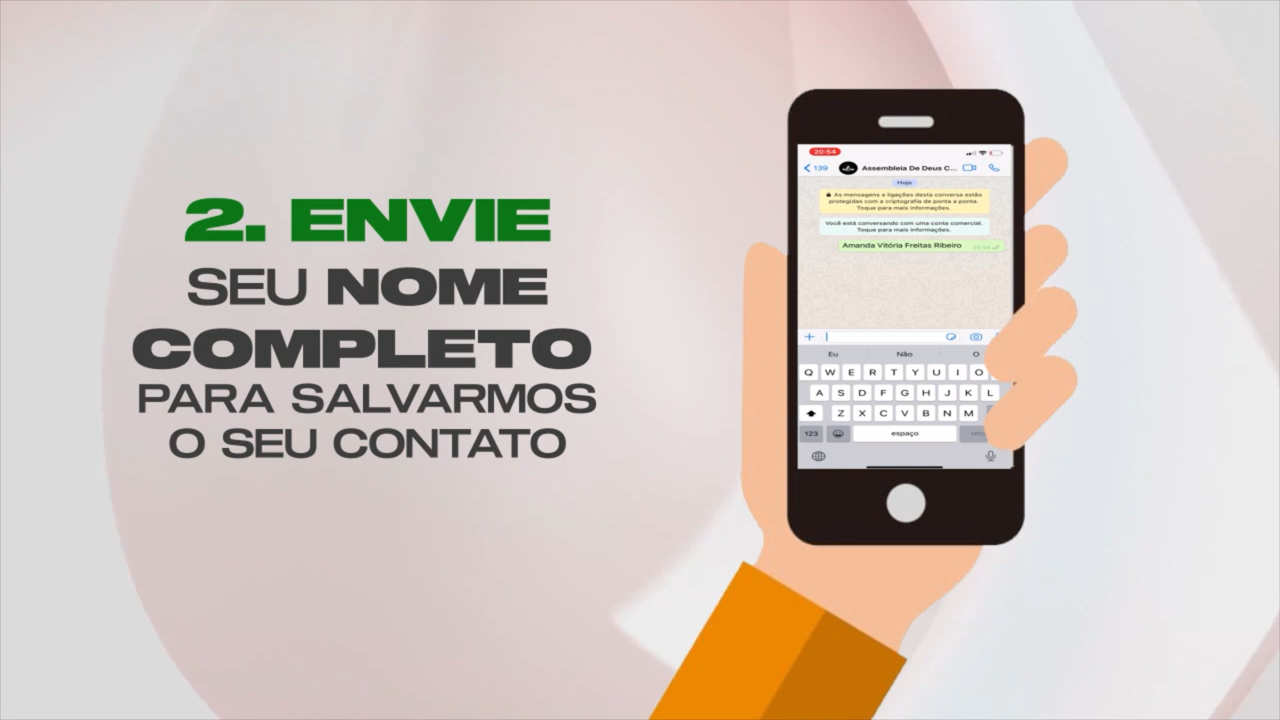 2. ENVIE
SEU NOME
COMPLETO
PARA SALVARMOS
O SEU CONTATO
20:54
139
Assembleia De Deus C...
Hoje
As mensagens e ligações desta conversa estão
protegidas com a criptografia de ponta a ponta.
Toque para mais informações.
Você está conversando com uma conta comercial.
Toque para mais informações.
Amanda Vitória Freitas Ribeiro 20:54
Eu Não O
Q W E R T Y U I O
A S D F G H J K L
Z X C V B N M
123 espaço